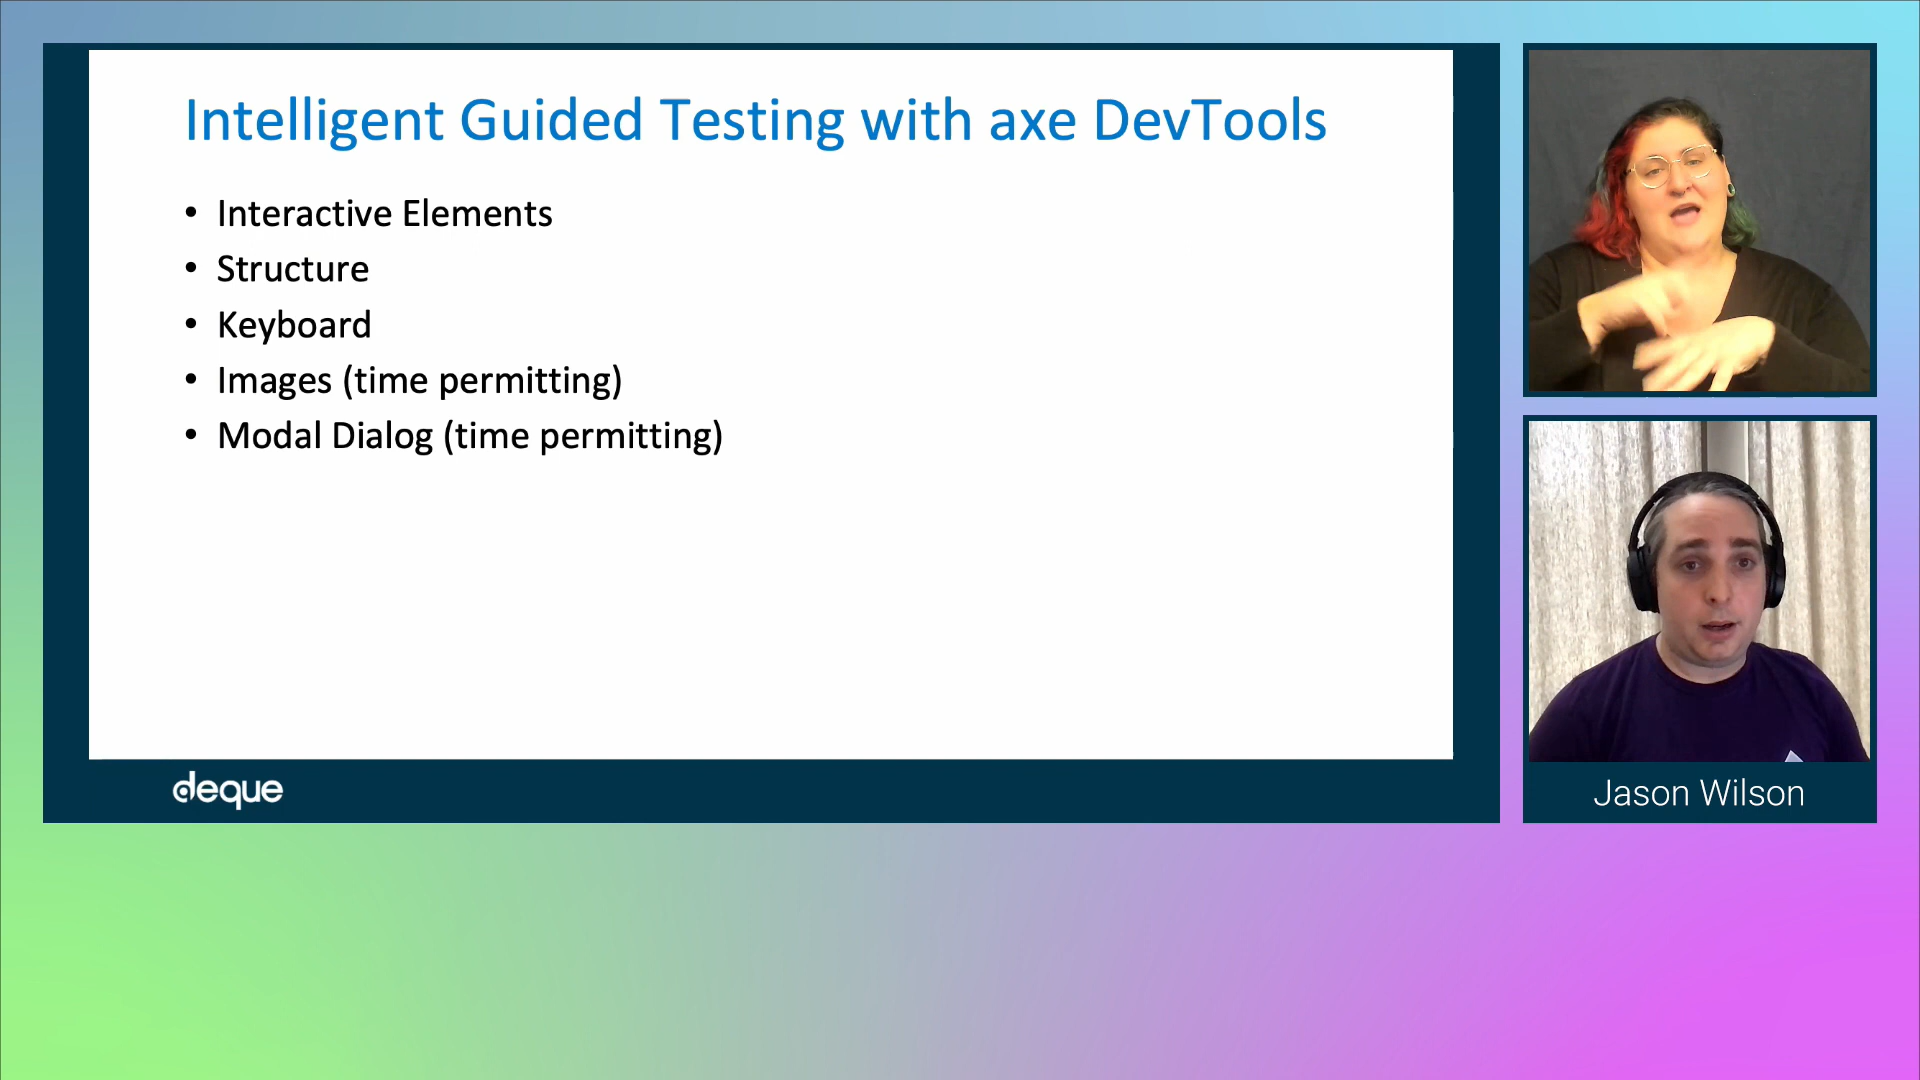 Intelligent Guided Testing with axe DevTools
• Interactive Elements
• Structure
• Keyboard
• Images (time permitting)
• Modal Dialog (time permitting)
deque
Jason Wilson